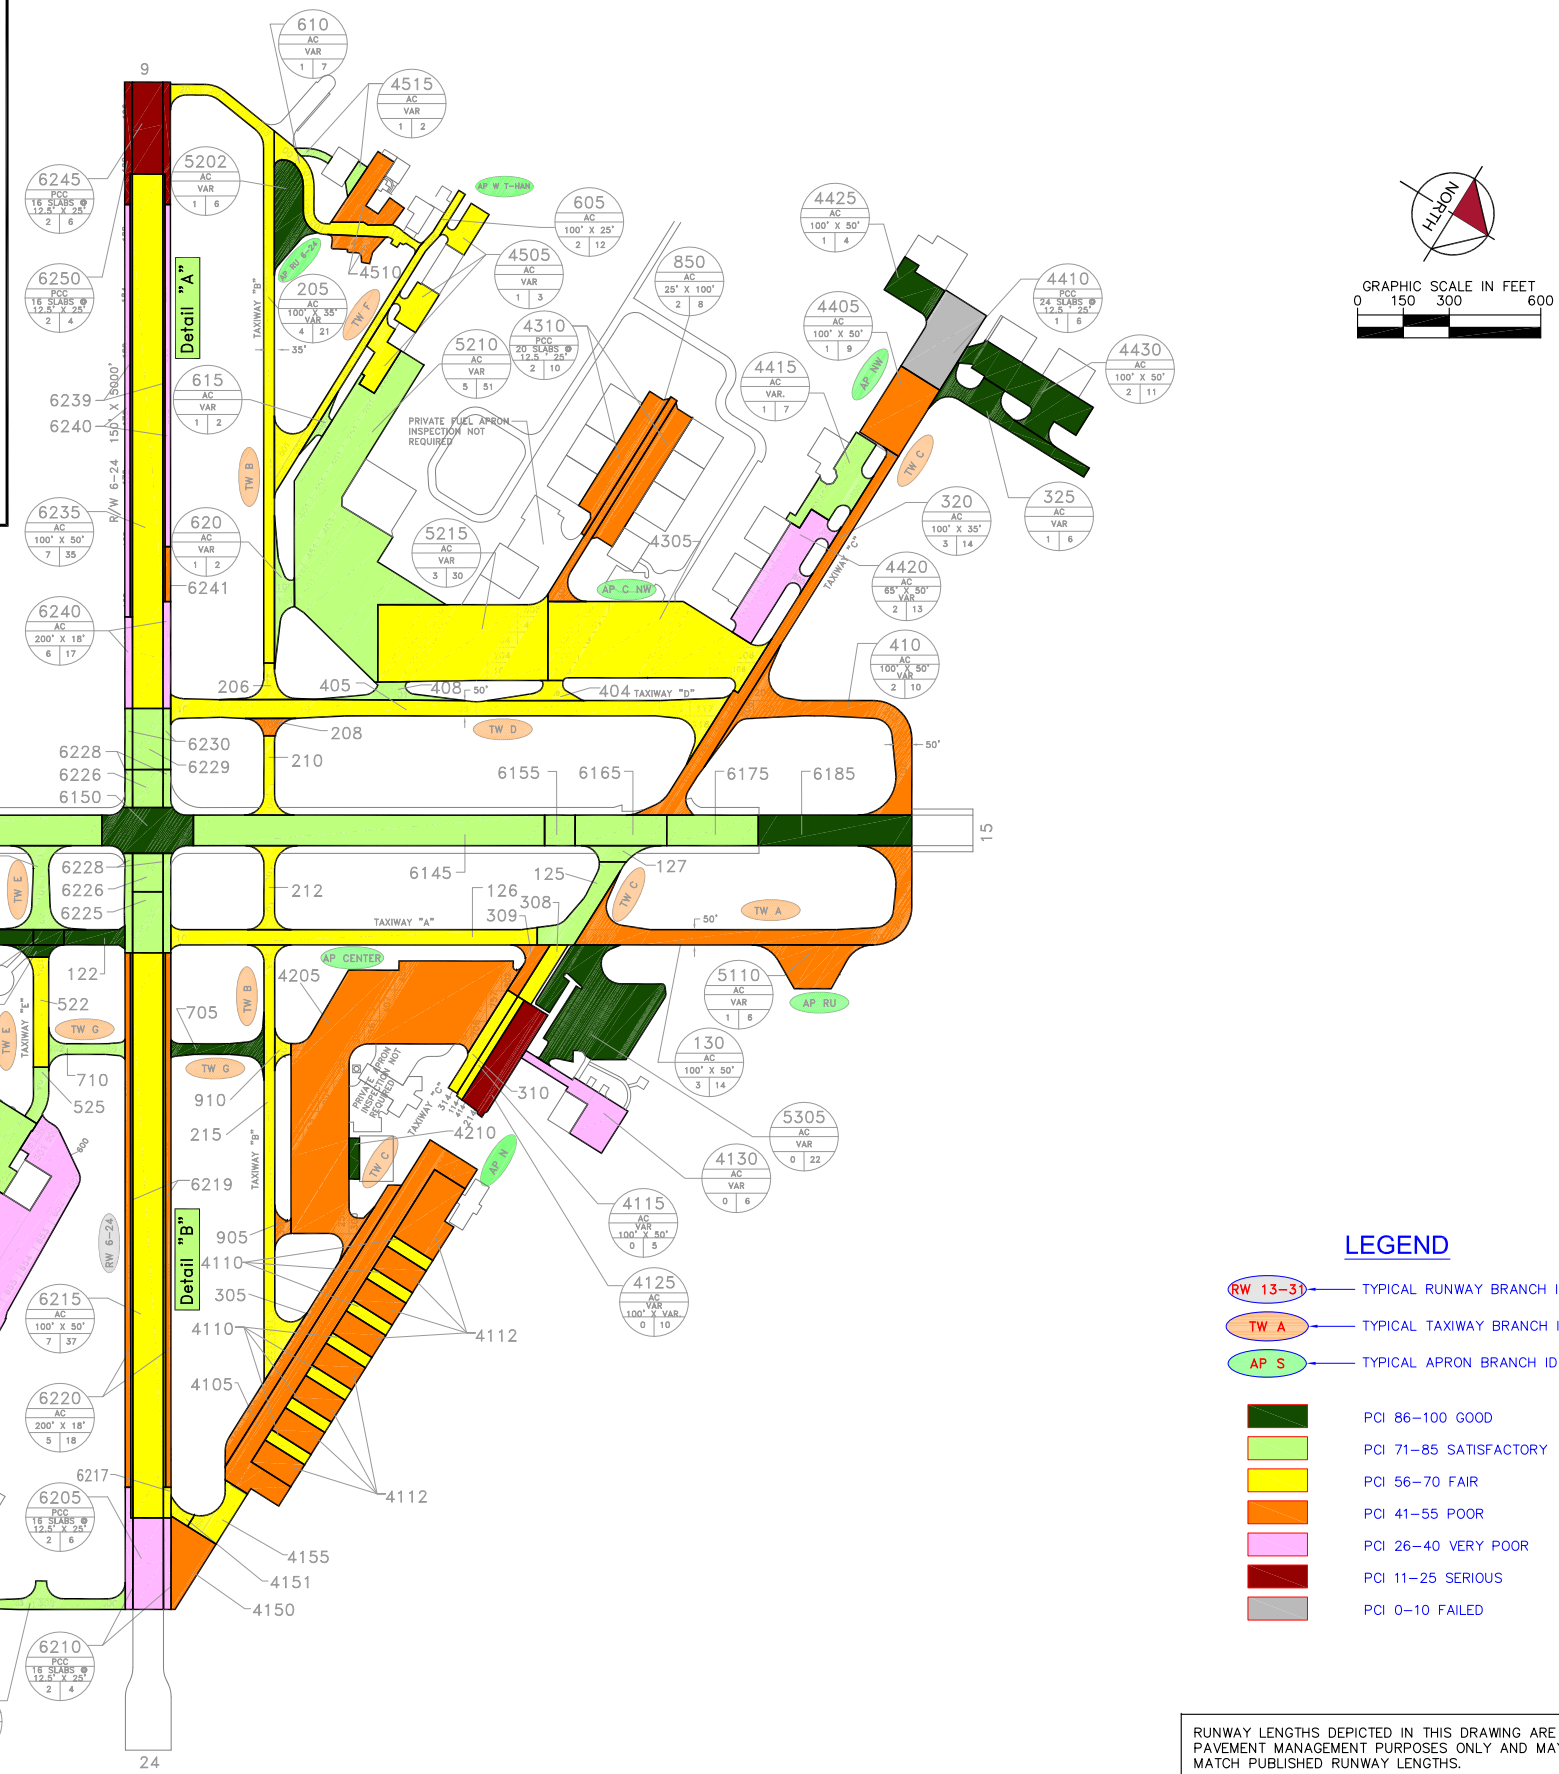 9
610
AC
VAR
1 7
4515
AC
VAR
1 2
6245
PCC
16 SLABS @
12.5' X 25'
2 6
5202
AC
VAR
1 6
AP W T-HAN
605
AC
100' X 25'
2 12
4425
AC
100' X 50'
1 4
NORTH
GRAPHIC SCALE IN FEET
0 150 300 600
6250
PCC
16 SLABS @
12.5' X 25'
2 4
Detail "A"
TAXIWAY "B"
AP RU 6-24
4510
205
AC
100' X 35'
VAR
4 21
TW F
4505
AC
VAR
1 3
850
AC
25' X 100'
2 8
4410
PCC
24 SLABS @
12.5' 25'
1 6
4405
AC
100' X 50'
1 9
35'
5210
AC
VAR
5 51
4310
PCC
20 SLABS @
12.5' 25'
2 10
4415
AC
VAR.
1 7
AP NW
4430
AC
100' X 50'
2 11
6239
6240
615
AC
VAR
1 2
R/W 6-24 150' X 5000'
PRIVATE FUEL APRON
INSPECTION NOT
REQUIRED
TW B
TW C
6235
AC
100' X 50'
7 35
620
AC
VAR
1 2
5215
AC
VAR
3 30
4305
320
AC
100' X 35'
3 14
325
AC
VAR
1 6
6241
AP C NW
TAXIWAY "C"
4420
AC
65' X 50'
VAR
2 13
6240
AC
200' X 18'
6 17
410
AC
100' X 50'
VAR
2 10
206
405
408
50'
404
TAXIWAY "D"
208
TW D
6230
6229
6228
6226
6150
210
50'
6155
6165
6175
6185
15
6228
6226
6225
6145
125
127
TW E
212
126
308
309
TW C
TAXIWAY "A"
50'
TW A
122
AP CENTER
4205
5110
AC
VAR
1 6
AP RU
522
TAXIWAY "E"
TW E
TW G
705
TW B
TW G
710
525
910
215
PRIVATE APRON
INSPECTION NOT
REQUIRED
TAXIWAY "C"
314
114
414
214
310
130
AC
100' X 50'
3 14
5305
AC
VAR
0 22
4210
TW C
AP N
4130
AC
VAR
0 6
600
TAXIWAY "B"
6219
4115
AC
VAR
100' X 50'
0 5
RW 6-24
Detail "B"
905
4110
305
4110
4125
AC
VAR
100' X VAR.
0 10
6215
AC
100' X 50'
7 37
4112
4105
6220
AC
200' X 18'
5 18
6217
4112
6205
PCC
16 SLABS @
12.5' X 25'
2 6
4155
4151
4150
6210
PCC
16 SLABS @
12.5' X 25'
2 4
24
LEGEND
RW 13-31 TYPICAL RUNWAY BRANCH I
TW A TYPICAL TAXIWAY BRANCH I
AP S TYPICAL APRON BRANCH ID
PCI 86-100 GOOD
PCI 71-85 SATISFACTORY
PCI 56-70 FAIR
PCI 41-55 POOR
PCI 26-40 VERY POOR
PCI 11-25 SERIOUS
PCI 0-10 FAILED
RUNWAY LENGTHS DEPICTED IN THIS DRAWING ARE
PAVEMENT MANAGEMENT PURPOSES ONLY AND MAY
MATCH PUBLISHED RUNWAY LENGTHS.